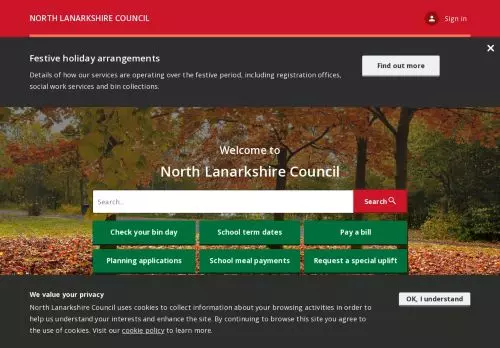 NORTH LANARKSHIRE COUNCIL
Sign in
Festive holiday arrangements
Find out more
Details of how our services are operating over the festive period, including registration offices,
social work services and bin collections.
Welcome to
North Lanarkshire Council
Search...
Search
Check your bin day
School term dates
Pay a bill
Planning applications
School meal payments
Request a special uplift
We value your privacy
North Lanarkshire Council uses cookies to collect information about your browsing activities in order to
help us understand your interests and enhance the site. By continuing to browse this site you agree to
the use of cookies. Visit our cookie policy to learn more.
OK, I understand